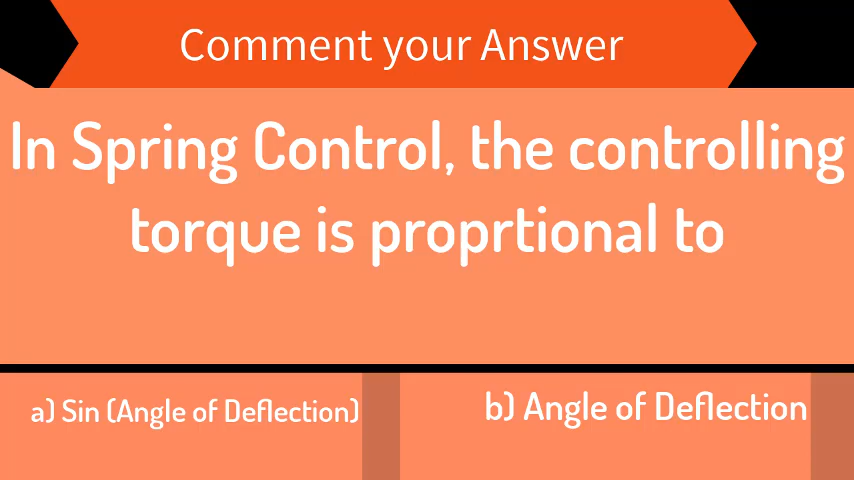 Comment your Answer
In Spring Control, the controlling
torque is proprtional to
a) Sin (Angle of Deflection)
b) Angle of Deflection